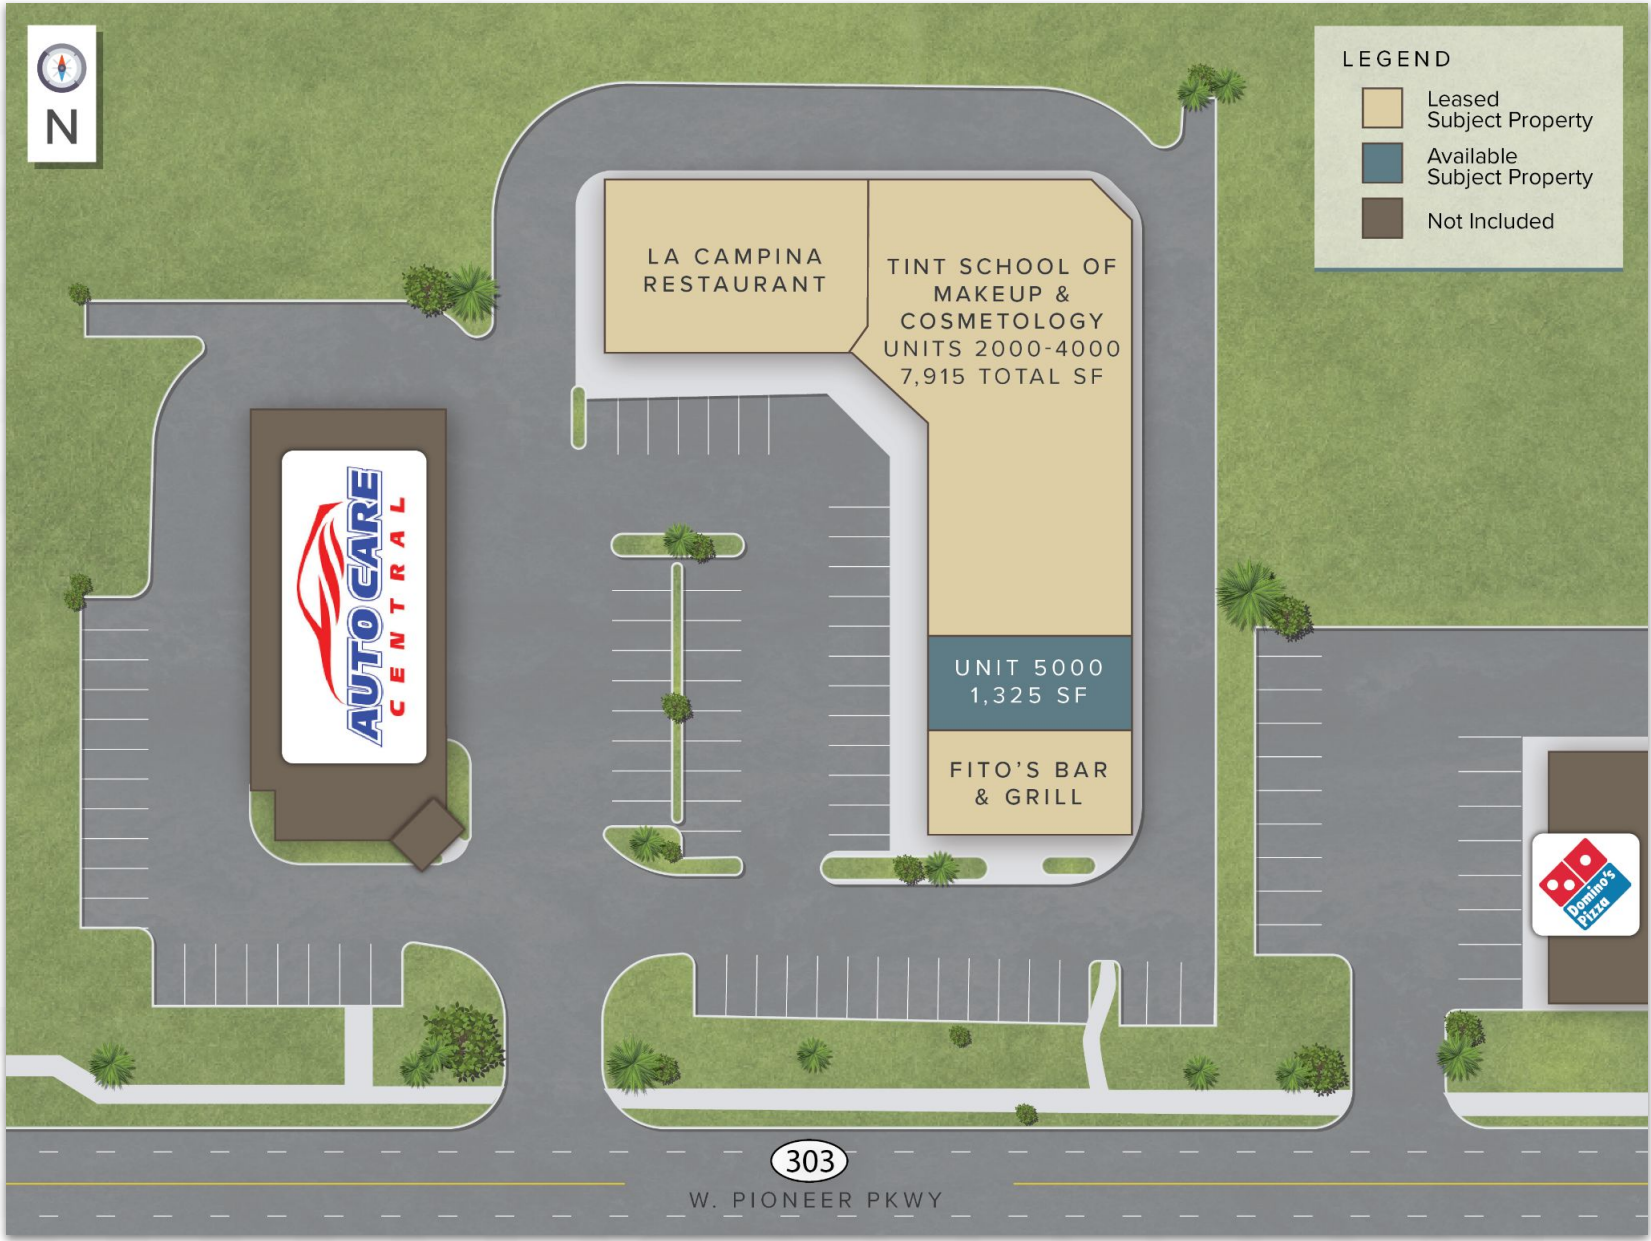 N
LEGEND
Leased
Subject Property
Available
Subject Property
Not Included
LA CAMPINA
RESTAURANT
TINT SCHOOL OF
MAKEUP &
COSMETOLOGY
UNITS 2000-4000
7,915 TOTAL SF
AUTO CARE
CENTRAL
UNIT 5000
1,325 SF
FITO'S BAR
& GRILL
Domino's
Pizza
303
W. PIONEER PKWY